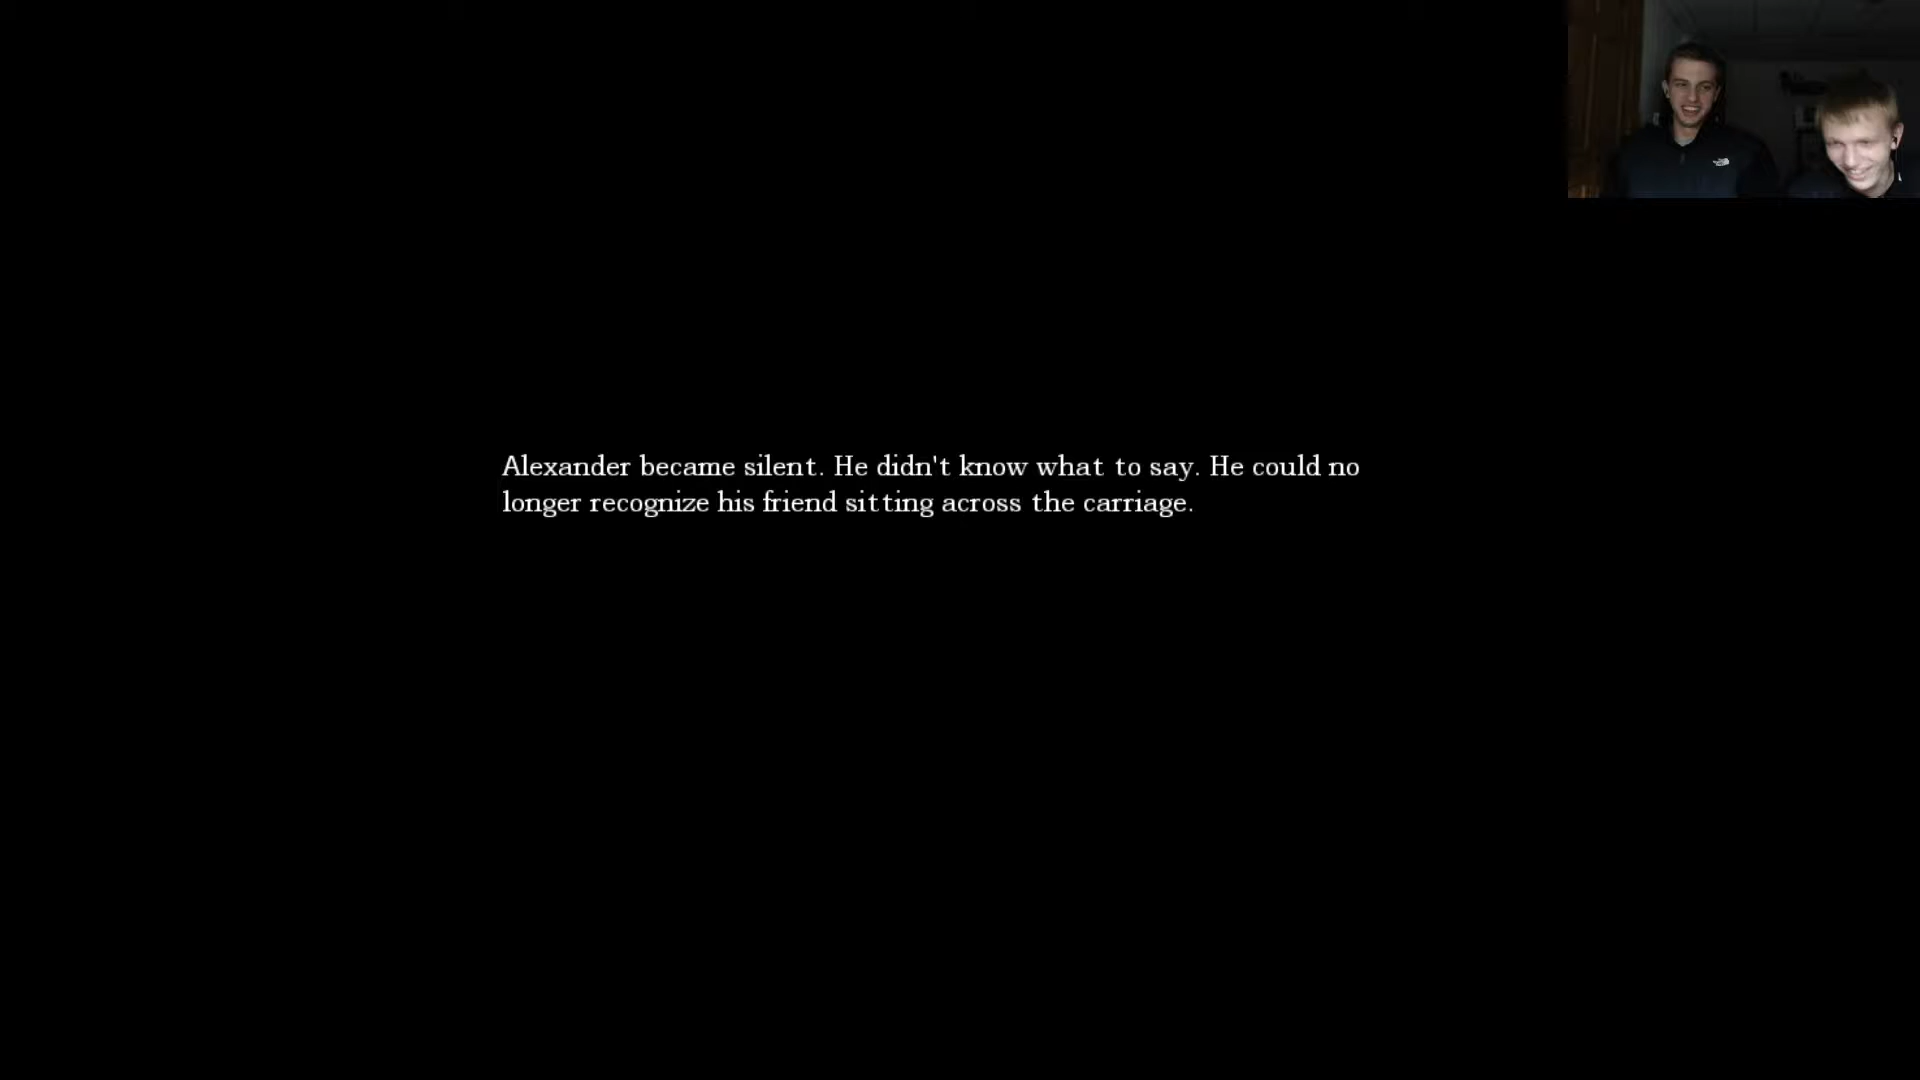 Alexander became silent. He didn't know what to say. He could no
longer recognize his friend sitting across the carriage.